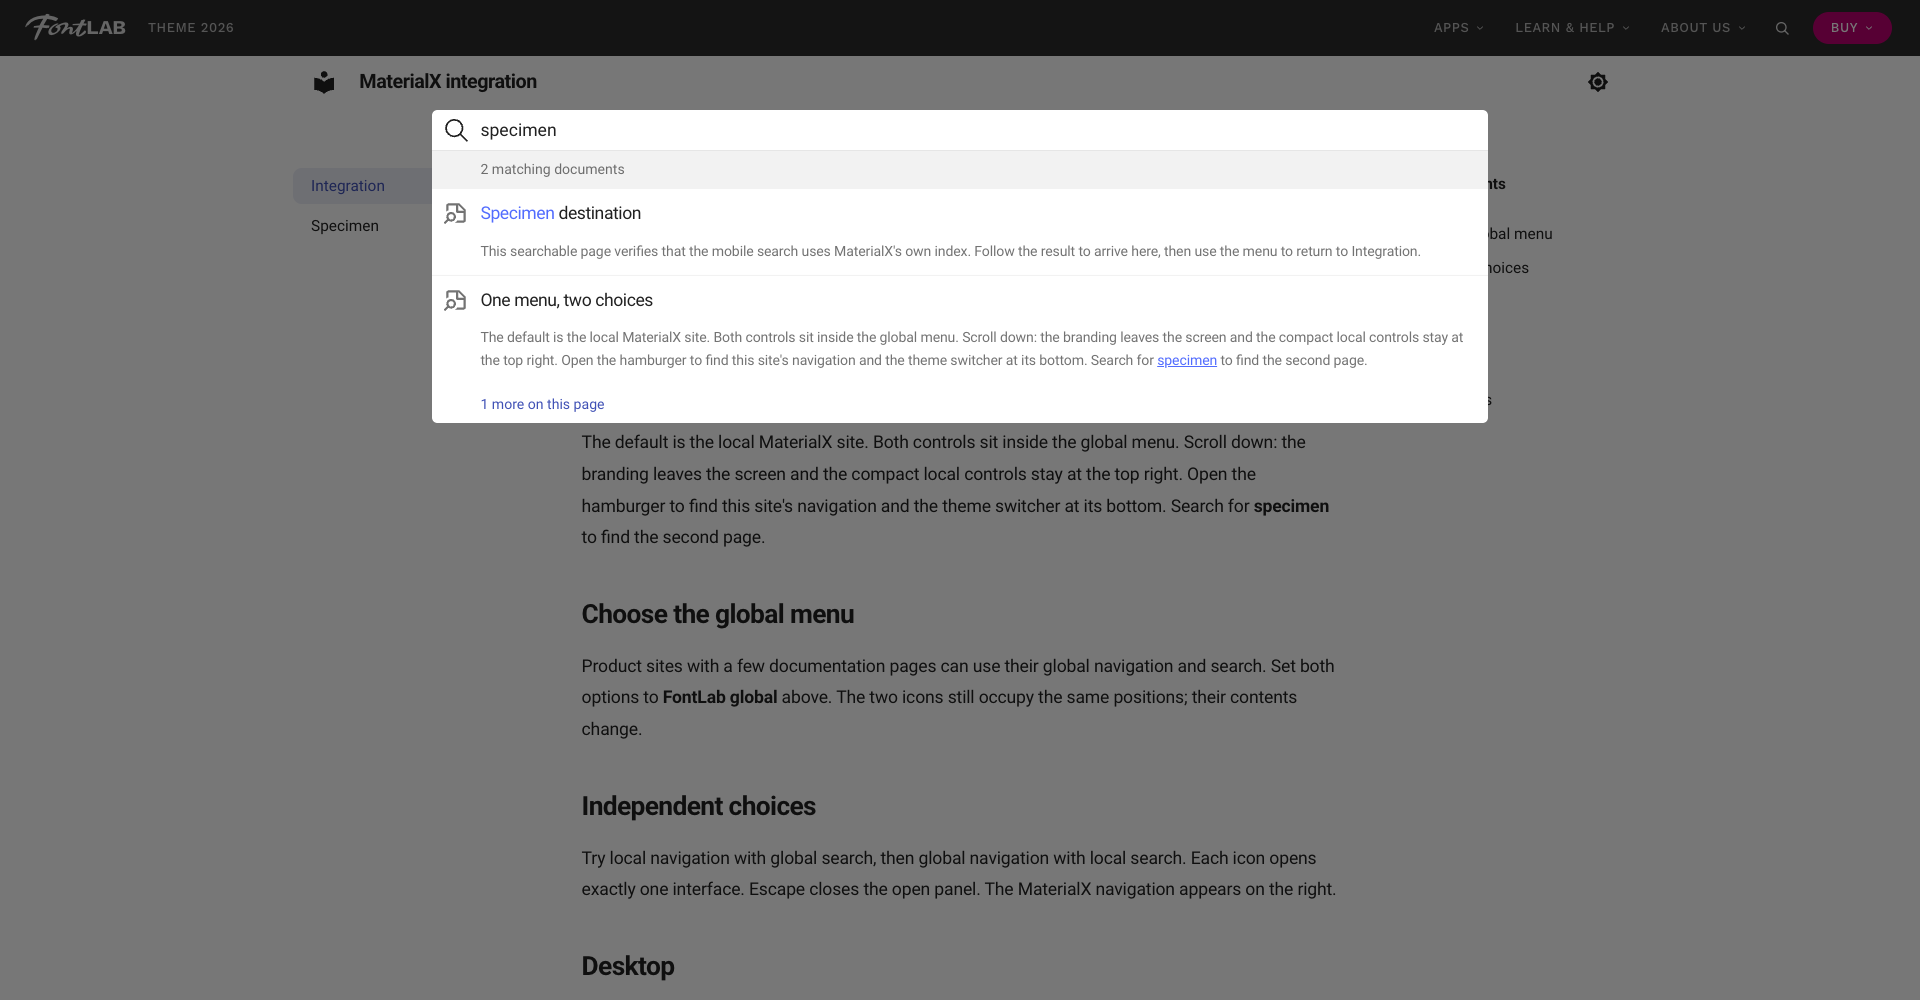 FontLAB THEME 2026 APPS LEARN & HELP ABOUT US BUY
MaterialX integration
specimen
2 matching documents
Specimen destination
This searchable page verifies that the mobile search uses MaterialX's own index. Follow the result to arrive here, then use the menu to return to Integration.
One menu, two choices
The default is the local MaterialX site. Both controls sit inside the global menu. Scroll down: the branding leaves the screen and the compact local controls stay at
the top right. Open the hamburger to find this site's navigation and the theme switcher at its bottom. Search for specimen to find the second page.
1 more on this page
Integration
Specimen
The default is the local MaterialX site. Both controls sit inside the global menu. Scroll down: the
branding leaves the screen and the compact local controls stay at the top right. Open the
hamburger to find this site's navigation and the theme switcher at its bottom. Search for specimen
to find the second page.
Choose the global menu
Product sites with a few documentation pages can use their global navigation and search. Set both
options to FontLab global above. The two icons still occupy the same positions; their contents
change.
Independent choices
Try local navigation with global search, then global navigation with local search. Each icon opens
exactly one interface. Escape closes the open panel. The MaterialX navigation appears on the right.
Desktop
menu